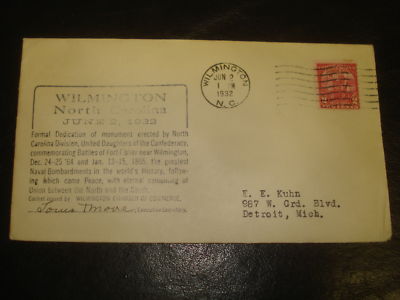 WILMINGTON
North Carolina
JUNE 2, 1932
Formal Dedication of monument erected by North
Carolina Division, United Daughters of the Confederacy,
commemorating Battles of Fort Fisher near Wilmington,
Dec. 24-25 '64 and Jan. 13-15, 1865, the greatest
Naval Bombardments in the world's History, follow-
ing which came Peace, with eternal cementing of
Union between the North and the South.
Cachet issued by WILMINGTON CHAMBER OF COMMERCE.
Louis Moore, Executive Secretary.
WILMINGTON
JUN 2
1 PM
1932
N.C.
E. E. Kuhn
987 W. Grd. Blvd.
Detroit, Mich.